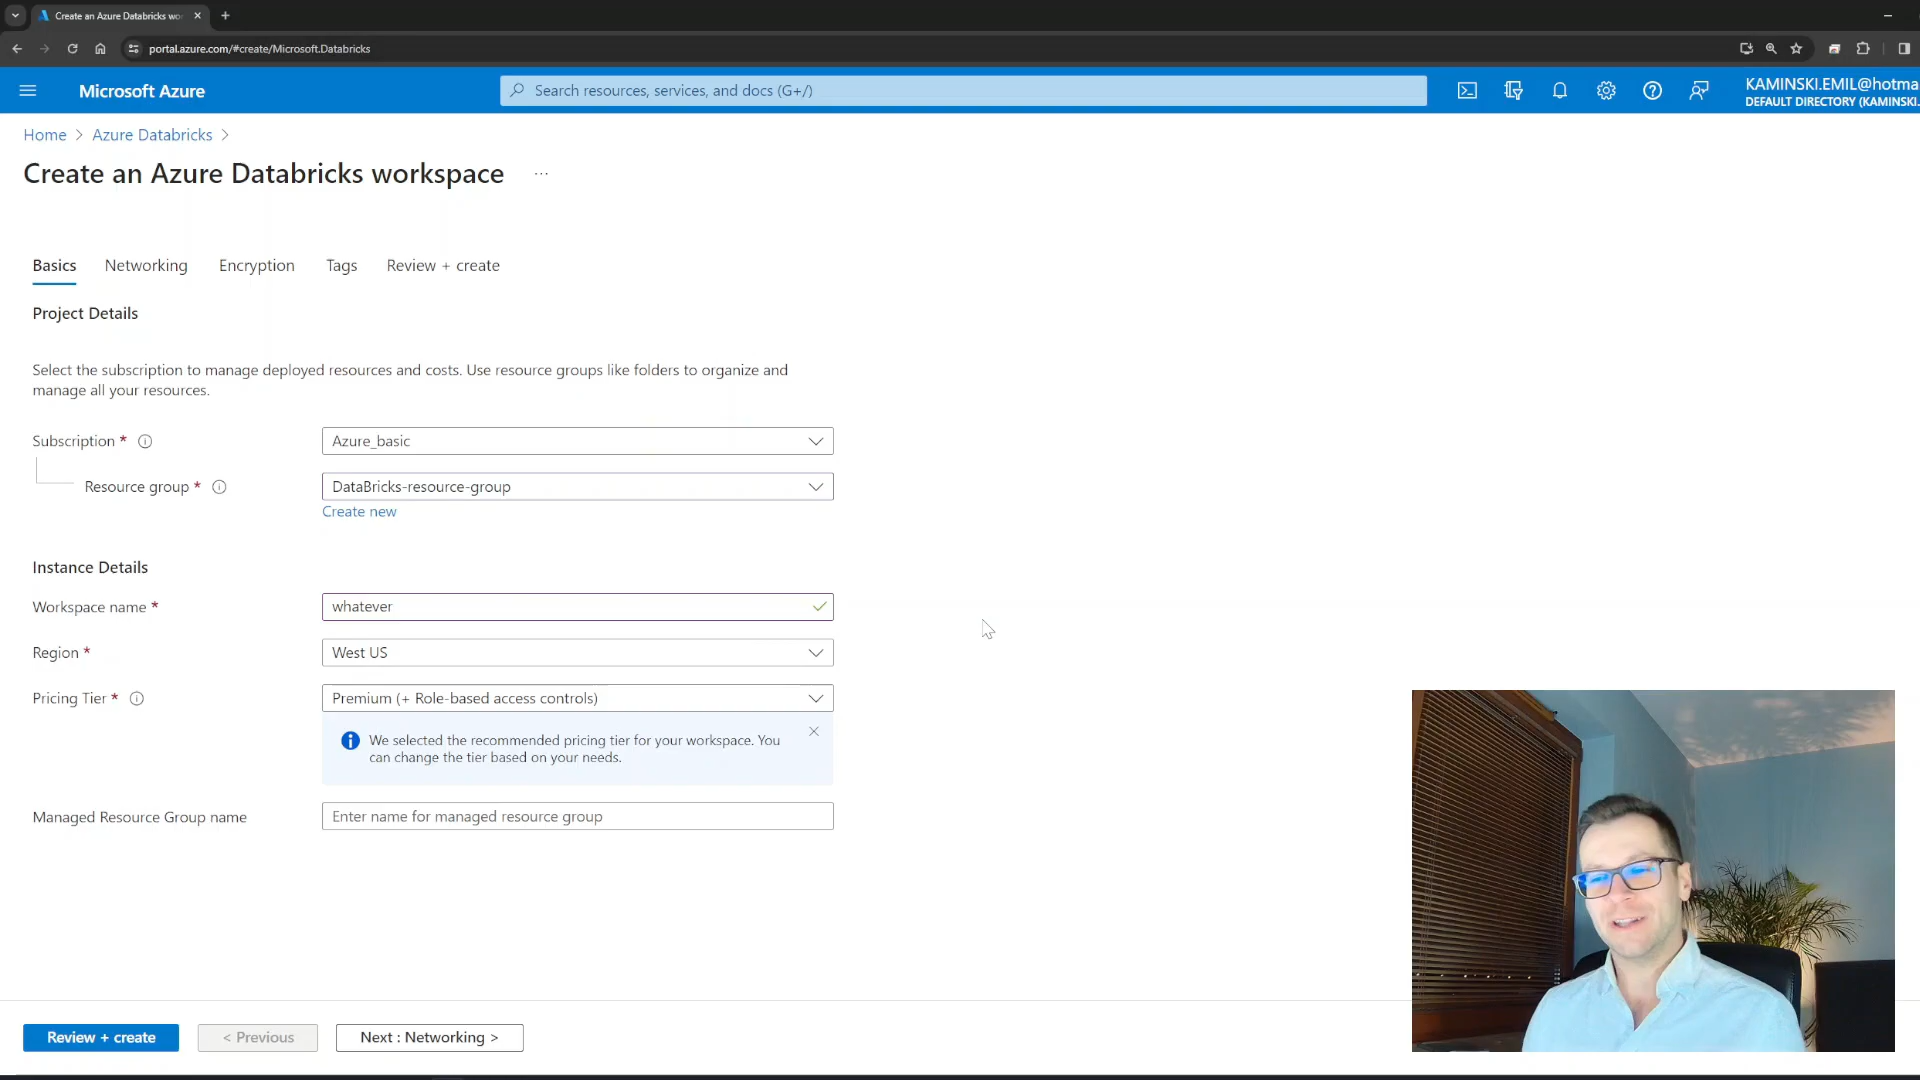 Create an Azure Databricks wo
portal.azure.com/#create/Microsoft.Databricks
Microsoft Azure
Search resources, services, and docs (G+/)
KAMINSKI.EMIL@hotma
DEFAULT DIRECTORY (KAMINSKI.
Home > Azure Databricks >
Create an Azure Databricks workspace ...
Basics Networking Encryption Tags Review + create
Project Details
Select the subscription to manage deployed resources and costs. Use resource groups like folders to organize and
manage all your resources.
Subscription * Azure_basic
Resource group * DataBricks-resource-group
Create new
Instance Details
Workspace name * whatever
Region * West US
Pricing Tier * Premium (+ Role-based access controls)
We selected the recommended pricing tier for your workspace. You
can change the tier based on your needs.
Managed Resource Group name Enter name for managed resource group
Review + create < Previous Next : Networking >